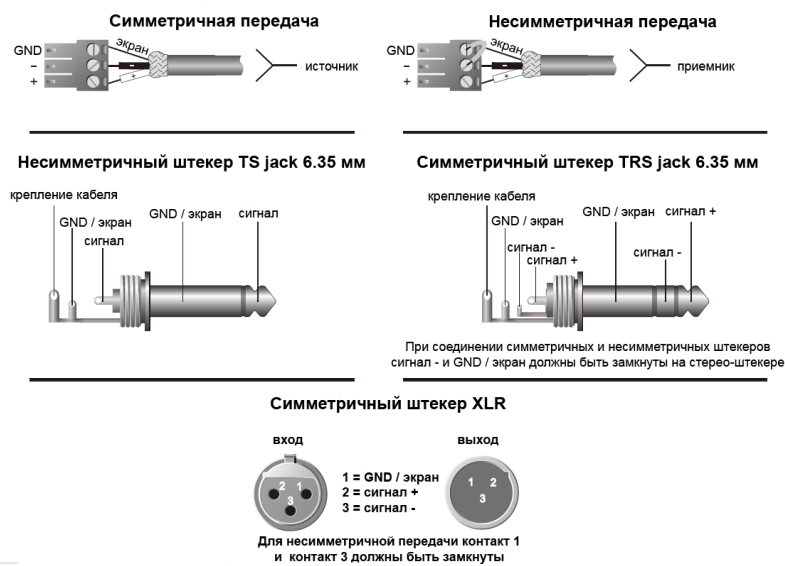 Симметричная передача
GND
экран
–
-
+
+
источник
Несимметричная передача
GND
экран
–
-
+
+
приемник
Несимметричный штекер TS jack 6.35 мм
крепление кабеля
GND / экран
сигнал
GND / экран
сигнал
Симметричный штекер TRS jack 6.35 мм
крепление кабеля
GND / экран
сигнал -
сигнал +
GND / экран
сигнал +
сигнал -
При соединении симметричных и несимметричных штекеров
сигнал - и GND / экран должны быть замкнуты на стерео-штекере
Симметричный штекер XLR
вход
2 1
3
1 = GND / экран
2 = сигнал +
3 = сигнал -
выход
1 2
3
Для несимметричной передачи контакт 1
и контакт 3 должны быть замкнуты